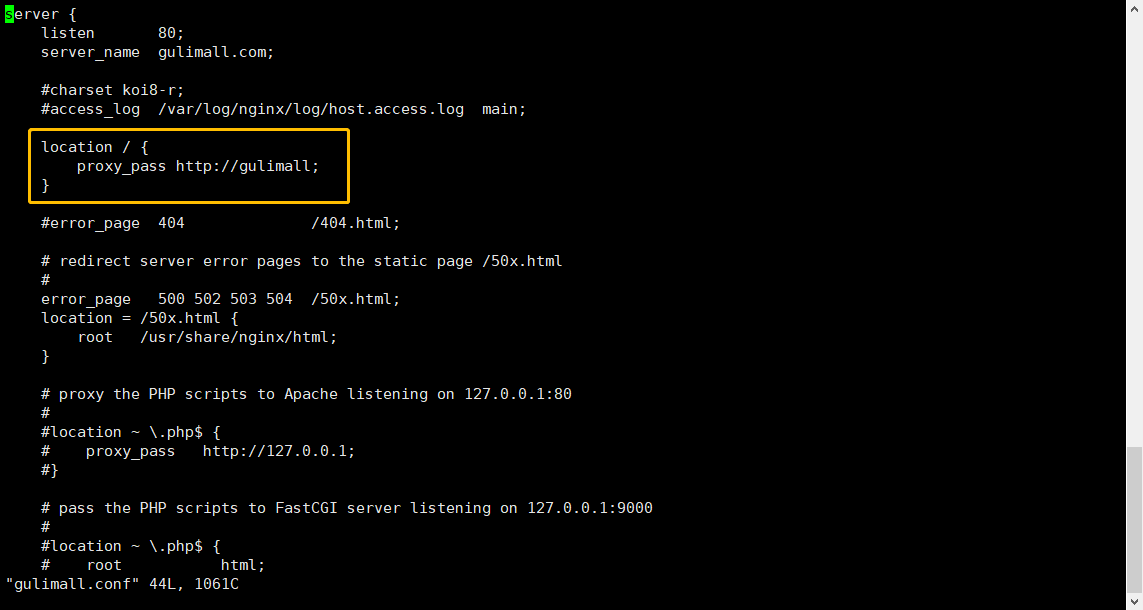 server {
    listen       80;
    server_name  gulimall.com;

    #charset koi8-r;
    #access_log  /var/log/nginx/log/host.access.log  main;

    location / {
        proxy_pass http://gulimall;
    }

    #error_page  404              /404.html;

    # redirect server error pages to the static page /50x.html
    #
    error_page   500 502 503 504  /50x.html;
    location = /50x.html {
        root   /usr/share/nginx/html;
    }

    # proxy the PHP scripts to Apache listening on 127.0.0.1:80
    #
    #location ~ \.php$ {
    #    proxy_pass   http://127.0.0.1;
    #}

    # pass the PHP scripts to FastCGI server listening on 127.0.0.1:9000
    #
    #location ~ \.php$ {
    #    root           html;
"gulimall.conf" 44L, 1061C